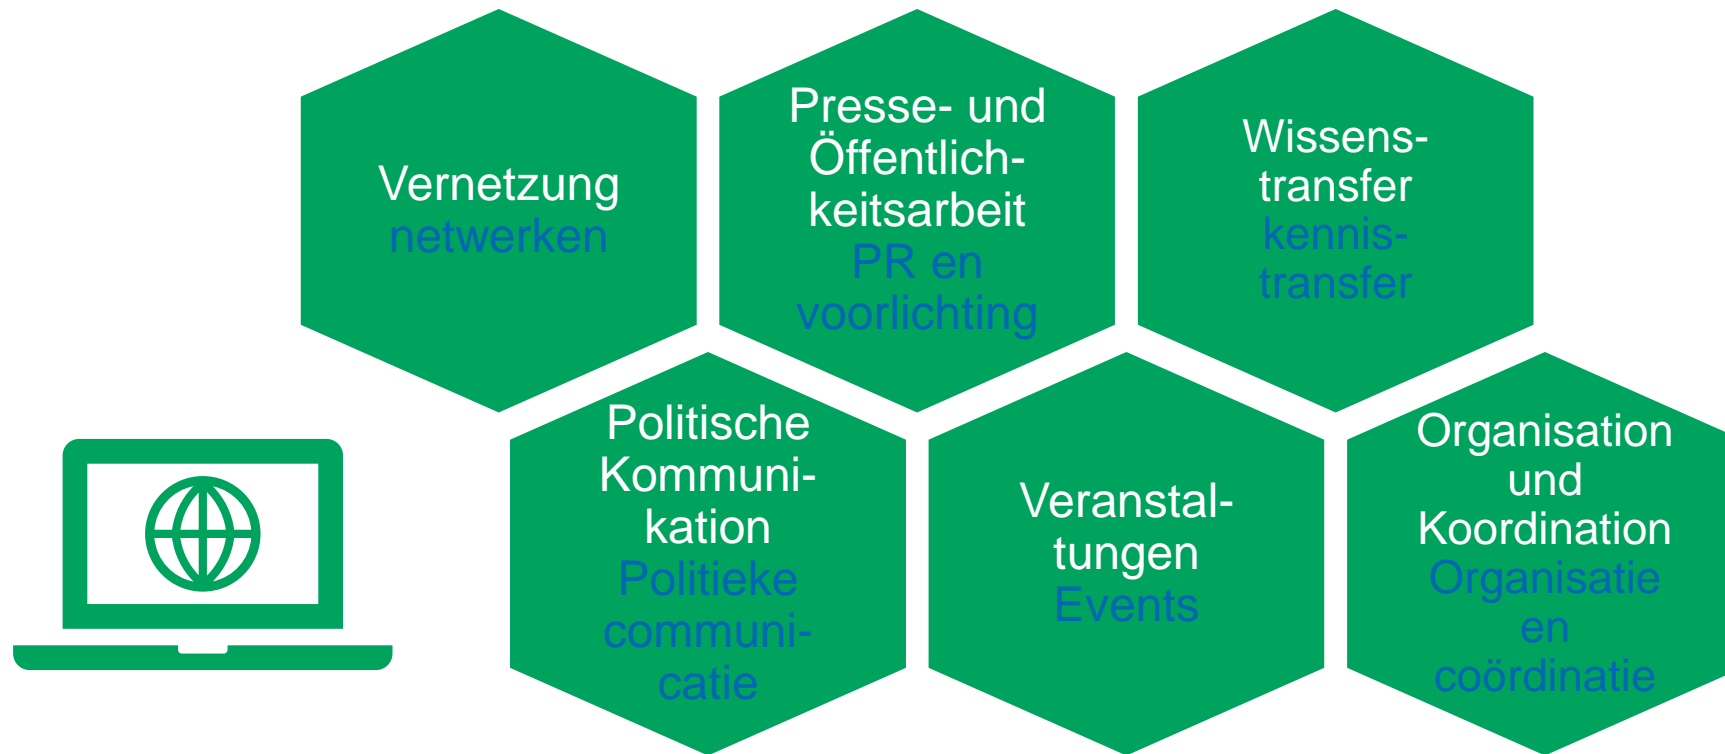 Vernetzung
netwerken
Presse- und
Öffentlich-
keitsarbeit
PR en
voorlichting
Wissens-
transfer
kennis-
transfer
Politische
Kommuni-
kation
Politieke
communi-
catie
Veranstal-
tungen
Events
Organisation
und
Koordination
Organisatie
en
coördinatie